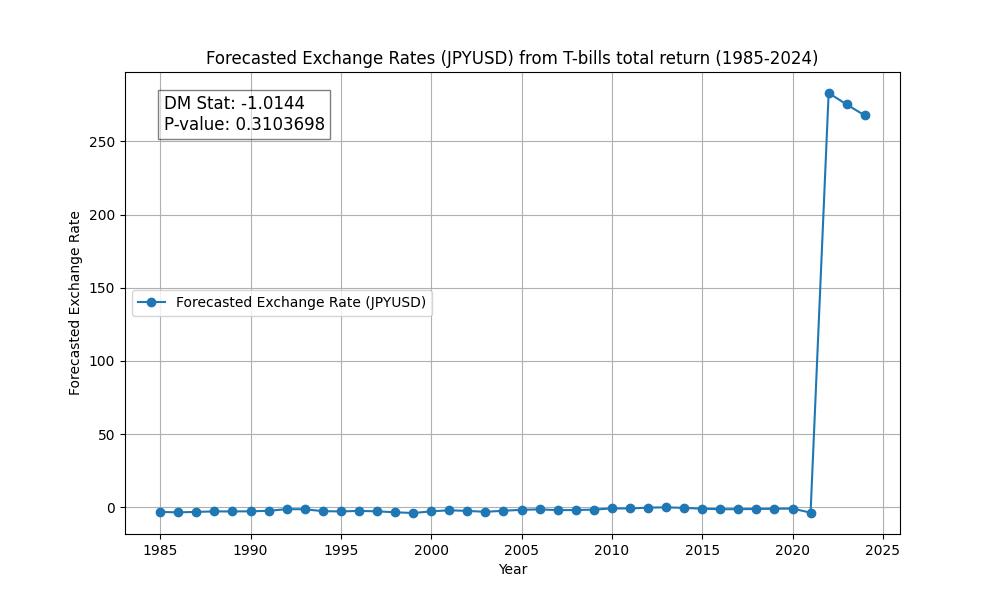 Forecasted Exchange Rates (JPYUSD) from T-bills total return (1985-2024)
DM Stat: -1.0144
P-value: 0.3103698
250
200
150
100
50
0
Forecasted Exchange Rate
Forecasted Exchange Rate (JPYUSD)
1985 1990 1995 2000 2005 2010 2015 2020 2025
Year